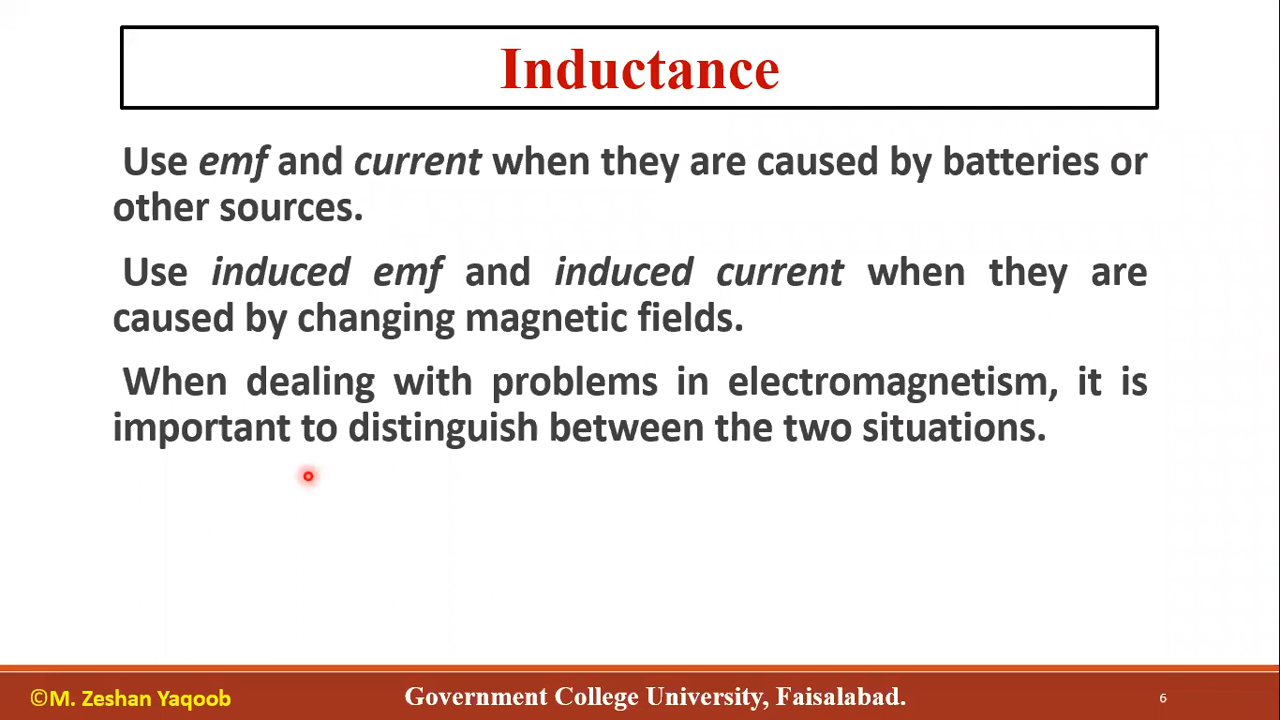 Inductance
Use emf and current when they are caused by batteries or
other sources.
Use induced emf and induced current when they are
caused by changing magnetic fields.
When dealing with problems in electromagnetism, it is
important to distinguish between the two situations.
©M. Zeshan Yaqoob
Government College University, Faisalabad.
6